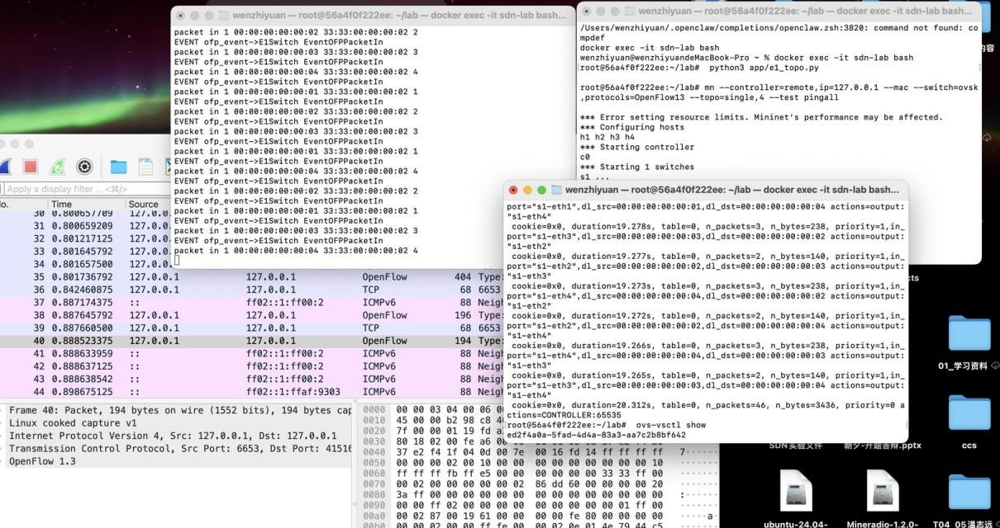 wenzhiyuan — root@56a4f0f222ee: ~/lab — docker exec -it sdn-lab bash...
packet in 1 00:00:00:00:00:02 33:33:00:00:00:02 2
EVENT ofp_event->E1Switch EventOFPPacketIn
packet in 1 00:00:00:00:00:03 33:33:00:00:00:02 3
EVENT ofp_event->E1Switch EventOFPPacketIn
packet in 1 00:00:00:00:00:04 33:33:00:00:00:02 4
EVENT ofp_event->E1Switch EventOFPPacketIn
packet in 1 00:00:00:00:00:01 33:33:00:00:00:02 1
EVENT ofp_event->E1Switch EventOFPPacketIn
packet in 1 00:00:00:00:00:02 33:33:00:00:00:02 2
EVENT ofp_event->E1Switch EventOFPPacketIn
packet in 1 00:00:00:00:00:03 33:33:00:00:00:02 3
EVENT ofp_event->E1Switch EventOFPPacketIn
packet in 1 00:00:00:00:00:01 33:33:00:00:00:02 1
EVENT ofp_event->E1Switch EventOFPPacketIn
packet in 1 00:00:00:00:00:04 33:33:00:00:00:02 4
EVENT ofp_event->E1Switch EventOFPPacketIn
packet in 1 00:00:00:00:00:02 33:33:00:00:00:02 2
EVENT ofp_event->E1Switch EventOFPPacketIn
packet in 1 00:00:00:00:00:01 33:33:00:00:00:02 1
EVENT ofp_event->E1Switch EventOFPPacketIn
packet in 1 00:00:00:00:00:03 33:33:00:00:00:02 3
EVENT ofp_event->E1Switch EventOFPPacketIn
packet in 1 00:00:00:00:00:04 33:33:00:00:00:02 4
wenzhiyuan — root@56a4f0f222ee: ~/lab — docker exec -it sdn-lab bash...
/Users/wenzhiyuan/.openclaw/completions/openclaw.zsh:3820: command not found: co
mpdef
docker exec -it sdn-lab bash
wenzhiyuan@wenzhiyuandeMacBook-Pro ~ % docker exec -it sdn-lab bash
root@56a4f0f222ee:~/lab#  python3 app/e1_topo.py
root@56a4f0f222ee:~/lab# mn --controller=remote,ip=127.0.0.1 --mac --switch=ovsk
,protocols=OpenFlow13 --topo=single,4 --test pingall
*** Error setting resource limits. Mininet's performance may be affected.
*** Configuring hosts
h1 h2 h3 h4
*** Starting controller
c0
*** Starting 1 switches
s1 ...
wenzhiyuan — root@56a4f0f222ee: ~/lab — docker exec -it sdn-lab bash...
port="s1-eth1",dl_src=00:00:00:00:00:01,dl_dst=00:00:00:00:00:04 actions=output:
"s1-eth4"
cookie=0x0, duration=19.278s, table=0, n_packets=3, n_bytes=238, priority=1,in_
port="s1-eth3",dl_src=00:00:00:00:00:03,dl_dst=00:00:00:00:00:02 actions=output:
"s1-eth2"
cookie=0x0, duration=19.277s, table=0, n_packets=2, n_bytes=140, priority=1,in_
port="s1-eth2",dl_src=00:00:00:00:00:02,dl_dst=00:00:00:00:00:03 actions=output:
"s1-eth3"
cookie=0x0, duration=19.273s, table=0, n_packets=3, n_bytes=238, priority=1,in_
port="s1-eth4",dl_src=00:00:00:00:00:04,dl_dst=00:00:00:00:00:02 actions=output:
"s1-eth2"
cookie=0x0, duration=19.272s, table=0, n_packets=2, n_bytes=140, priority=1,in_
port="s1-eth2",dl_src=00:00:00:00:00:02,dl_dst=00:00:00:00:00:04 actions=output:
"s1-eth4"
cookie=0x0, duration=19.266s, table=0, n_packets=3, n_bytes=238, priority=1,in_
port="s1-eth4",dl_src=00:00:00:00:00:04,dl_dst=00:00:00:00:00:03 actions=output:
"s1-eth3"
cookie=0x0, duration=19.265s, table=0, n_packets=2, n_bytes=140, priority=1,in_
port="s1-eth3",dl_src=00:00:00:00:00:03,dl_dst=00:00:00:00:00:04 actions=output:
"s1-eth4"
cookie=0x0, duration=20.312s, table=0, n_packets=46, n_bytes=3436, priority=0 a
ctions=CONTROLLER:65535
root@56a4f0f222ee:~/lab#  ovs-vsctl show
ed2f4a0a-5fad-4d4a-83a3-aa7c2b8bf642
Apply a display filter ... <⌘/>
Time Source
30 0.800657709 127.0.0.
31 0.800659209 127.0.0.
32 0.801217125 127.0.0.
33 0.801645792 127.0.0.
34 0.801657500 127.0.0.
35 0.801736792 127.0.0.1 127.0.0.1 OpenFlow 404 Type:
36 0.842460875 127.0.0.1 127.0.0.1 TCP 68 6653
37 0.887174375 :: ff02::1:ff00:2 ICMPv6 88 Neigh
38 0.887645792 127.0.0.1 127.0.0.1 OpenFlow 196 Type:
39 0.887660500 127.0.0.1 127.0.0.1 TCP 68 6653
40 0.888523375 127.0.0.1 127.0.0.1 OpenFlow 194 Type:
41 0.888633959 :: ff02::1:ff00:2 ICMPv6 88 Neigh
42 0.888637125 :: ff02::1:ff00:2 ICMPv6 88 Neigh
43 0.888638542 :: ff02::1:ff00:2 ICMPv6 88 Neigh
44 0.898675125 :: ff02::1:ffaf:9303 ICMPv6 88 Neigh
Frame 40: Packet, 194 bytes on wire (1552 bits), 194 bytes cap
Linux cooked capture v1
Internet Protocol Version 4, Src: 127.0.0.1, Dst: 127.0.0.1
Transmission Control Protocol, Src Port: 6653, Dst Port: 41516
OpenFlow 1.3
0000 00 00 03 04 00 06 00
0010 45 00 00 b2 98 c8 4
0020 7f 00 00 01 19 fd a
0030 80 18 02 00 fe a6 00
0040 37 e2 f4 1f 04 0d 00 7e 00 16 fd 14 ff ff ff ff 7
0050 00 00 00 02 00 10 00 00 00 00 00 00 00 00 00 10
0060 ff ff ff fb ff e5 00 00 00 00 00 00 33 33 ff 00
0070 00 02 00 00 00 00 00 02 86 dd 60 00 00 00 00 20
0080 3a ff 00 00 00 00 00 00 00 00 00 00 00 00 00 00
0090 00 00 ff 02 00 00 00 00 00 00 00 00 00 01 ff 00
00a0 00 02 87 00 19 61 00 00 00 00 fe 80 00 00 00 00
cts
01_学习资料
ccs
SDN实验文件
朝夕-开题答辩.pptx
ubuntu-24.04-
Mineradio-1.2.0-
T04_05温志远
内容